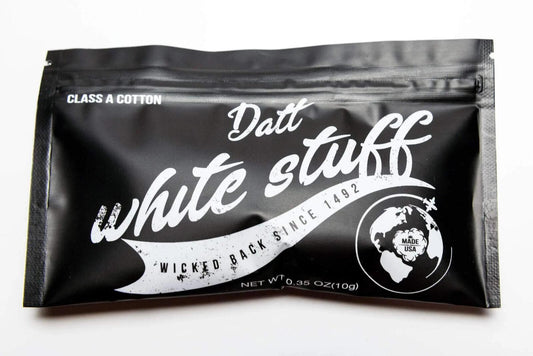 CLASS A COTTON
Datt
white stuff
WICKED BACK SINCE 1492
MADE
USA
NET WT 0.35 OZ(10g)